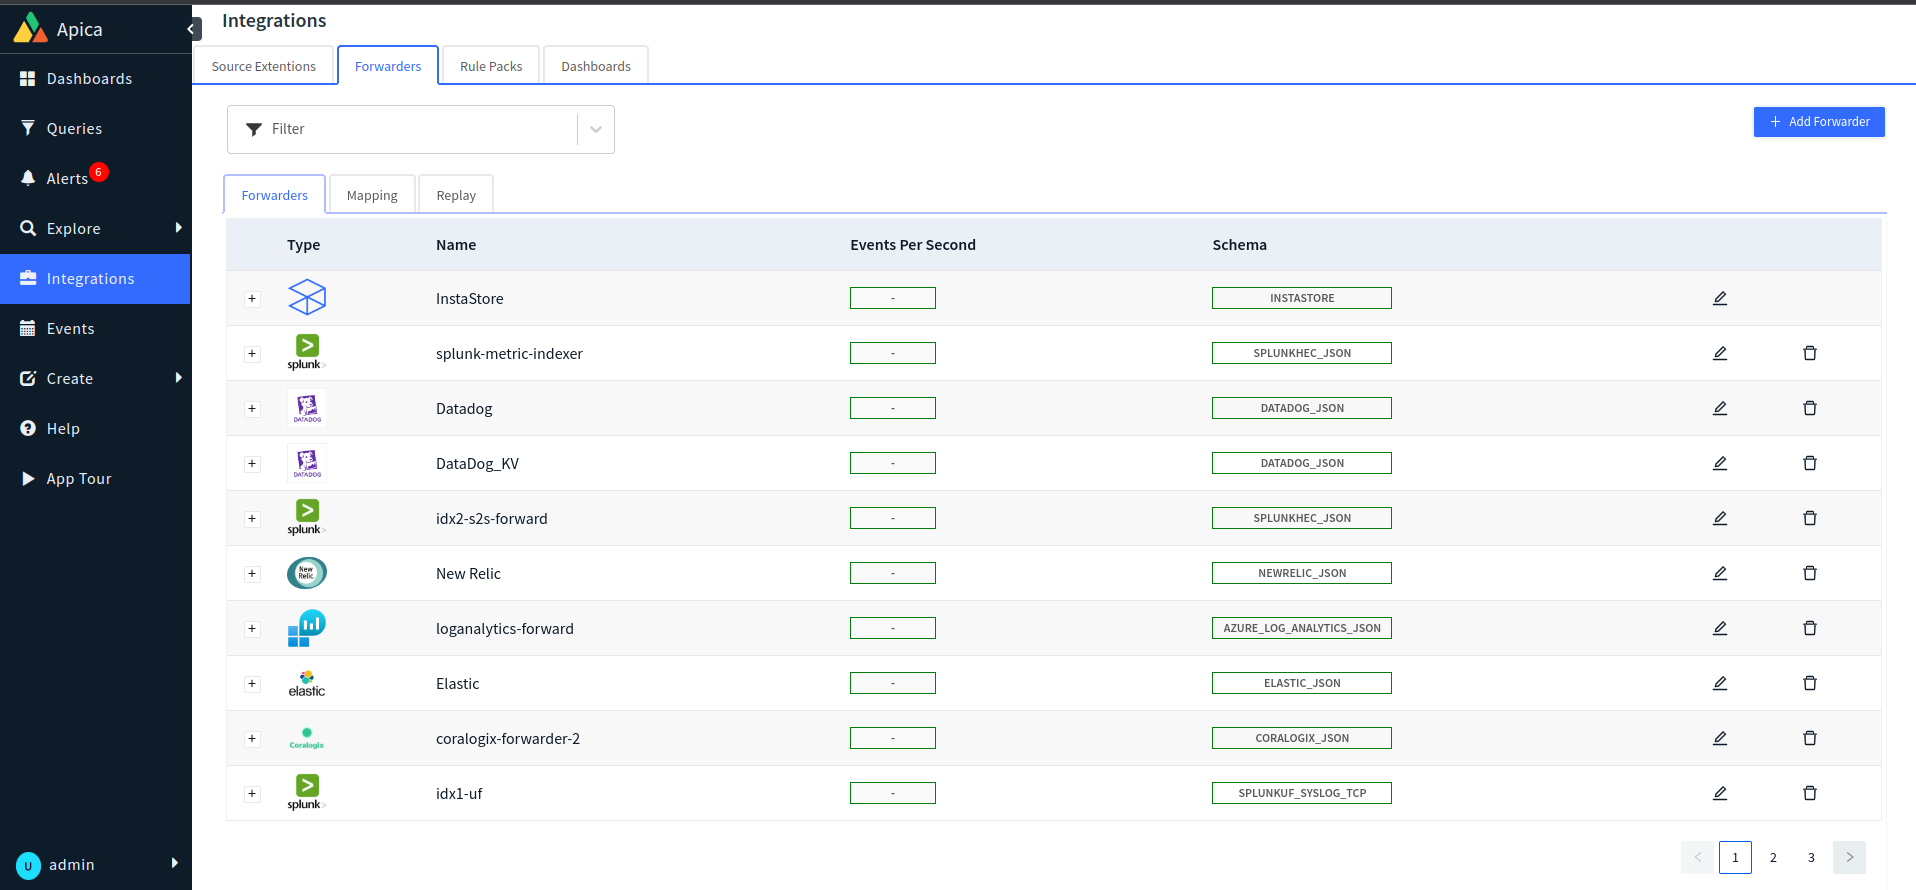 Apica
Integrations
Dashboards
Queries
Alerts 6
Explore
Integrations
Events
Create
Help
App Tour
U admin
Source Extentions Forwarders Rule Packs Dashboards
Filter
+ Add Forwarder
Forwarders Mapping Replay
Type Name Events Per Second Schema
+ InstaStore - INSTASTORE
+ splunk> splunk-metric-indexer - SPLUNKHEC_JSON
+ DATADOG Datadog - DATADOG_JSON
+ DATADOG DataDog_KV - DATADOG_JSON
+ splunk> idx2-s2s-forward - SPLUNKHEC_JSON
+ New Relic New Relic - NEWRELIC_JSON
+ loganalytics-forward - AZURE_LOG_ANALYTICS_JSON
+ elastic Elastic - ELASTIC_JSON
+ Coralogix coralogix-forwarder-2 - CORALOGIX_JSON
+ splunk> idx1-uf - SPLUNKUF_SYSLOG_TCP
< 1 2 3 >